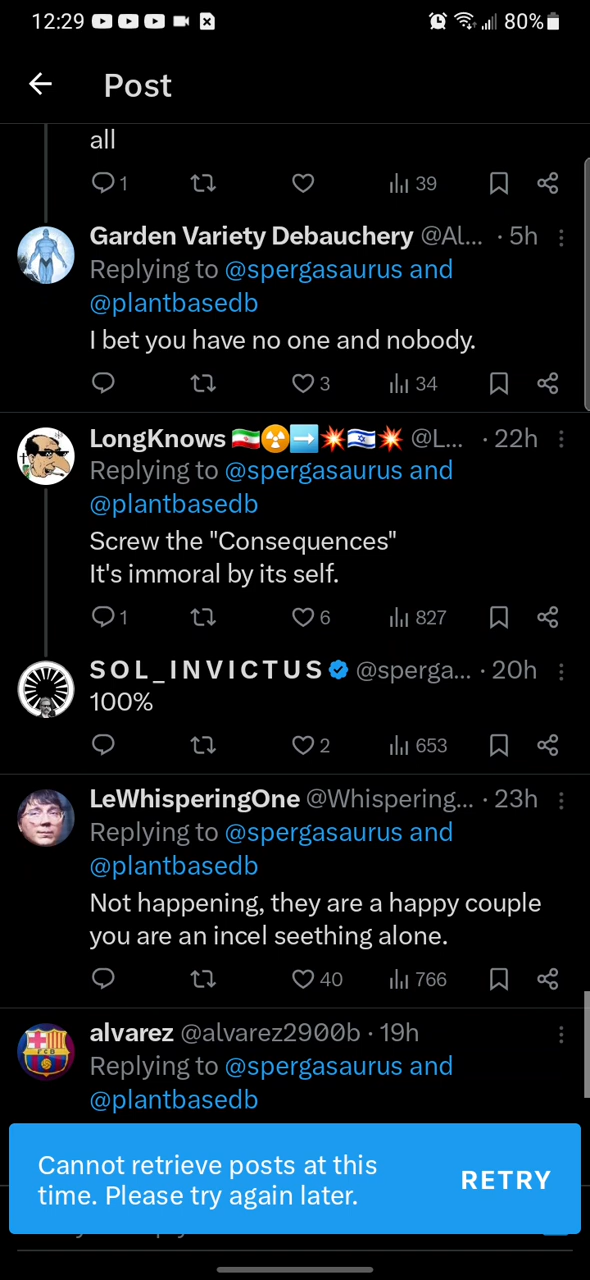 12:29 80%
Post
all
1 39
Garden Variety Debauchery @Al... · 5h
Replying to @spergasaurus and
@plantbasedb
I bet you have no one and nobody.
3 34
LongKnows 🇮🇷☢️➡️💥🇮🇱💥 @L... · 22h
Replying to @spergasaurus and
@plantbasedb
Screw the "Consequences"
It's immoral by its self.
1 6 827
SOL_INVICTUS @sperga... · 20h
100%
2 653
LeWhisperingOne @Whispering... · 23h
Replying to @spergasaurus and
@plantbasedb
Not happening, they are a happy couple
you are an incel seething alone.
40 766
alvarez @alvarez2900b · 19h
Replying to @spergasaurus and
@plantbasedb
Cannot retrieve posts at this
time. Please try again later.
RETRY